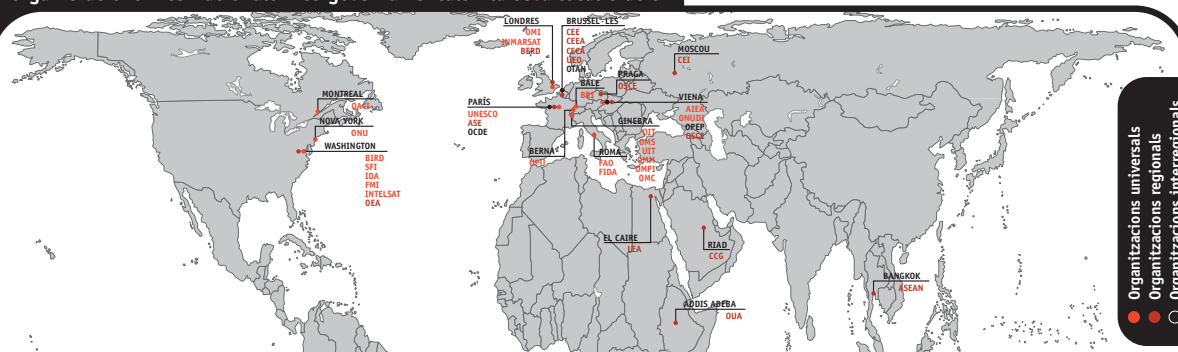 LONDRES
OMI
INMARSAT
BERD
BRUSSEL·LES
CEE
CEEA
CECA
UEO
OTAN
MOSCOU
CEI
PRAGA
OSCE
BALE
BRI
VIENA
AIEA
ONUDI
OPEP
OSCE
PARÍS
UNESCO
ASE
OCDE
MONTREAL
OACI
NOVA YORK
ONU
WASHINGTON
BIRD
SFI
IDA
FMI
INTELSAT
OEA
GINEBRA
OIT
OMS
UIT
OMM
OMPI
OMC
BERNA
UPU
ROMA
FAO
FIDA
EL CAIRE
LEA
RIAD
CCG
BANGKOK
ASEAN
ADDIS ABEBA
OUA
Organitzacions universals
Organitzacions regionals
Organitzacions interregionals